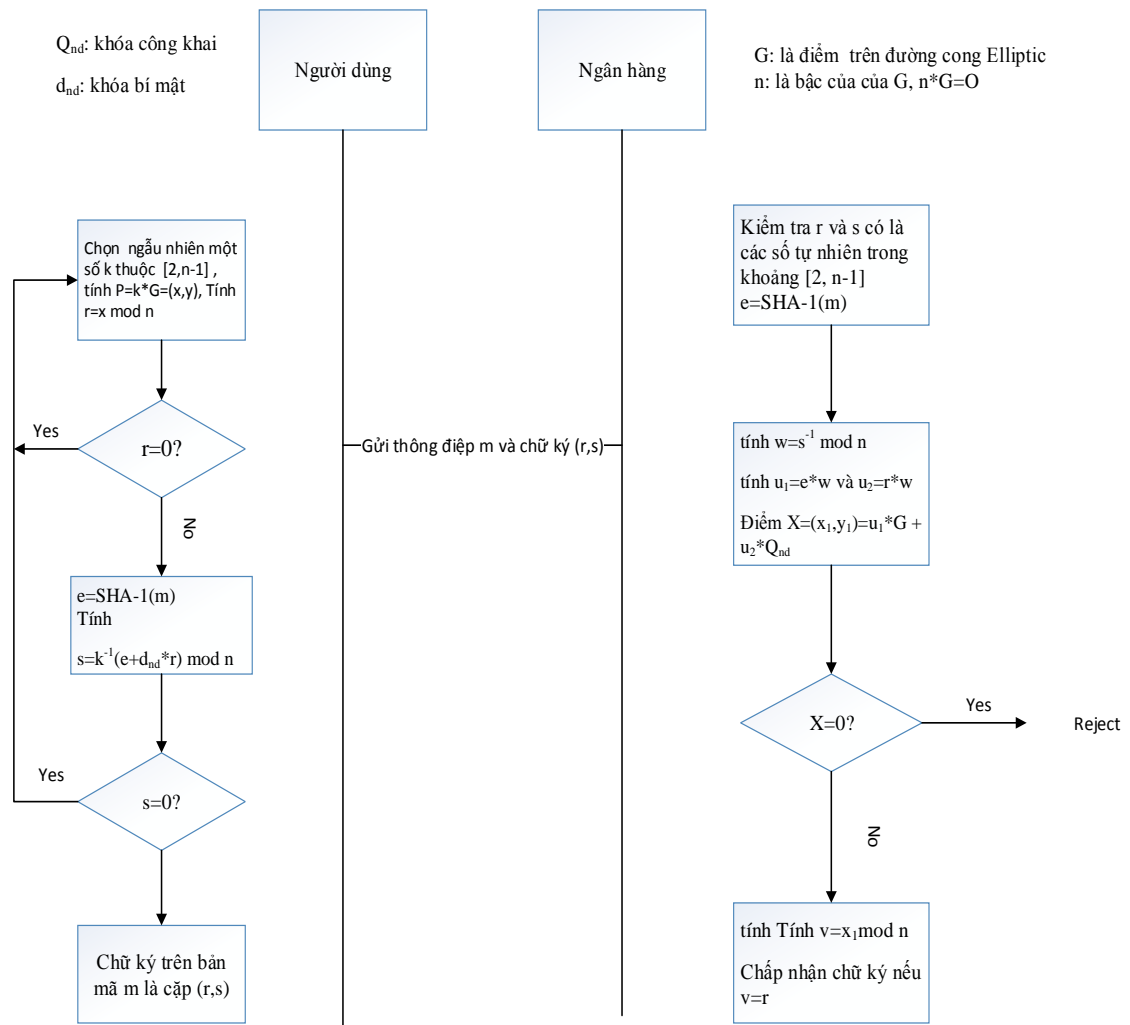 Qnd: khóa công khai
dnd: khóa bí mật
Người dùng
Ngân hàng
G: là điểm trên đường cong Elliptic
n: là bậc của của G, n*G=O
Chọn ngẫu nhiên một
số k thuộc [2,n-1] ,
tính P=k*G=(x,y), Tính
r=x mod n
Yes
r=0?
No
e=SHA-1(m)
Tính
s=k⁻¹(e+dnd*r) mod n
Yes
s=0?
Chữ ký trên bản
mã m là cặp (r,s)
Gửi thông điệp m và chữ ký (r,s)
Kiểm tra r và s có là
các số tự nhiên trong
khoảng [2, n-1]
e=SHA-1(m)
tính w=s⁻¹ mod n
tính u₁=e*w và u₂=r*w
Điểm X=(x₁,y₁)=u₁*G +
u₂*Qnd
X=0?
Yes
Reject
No
tính Tính v=x₁mod n
Chấp nhận chữ ký nếu
v=r